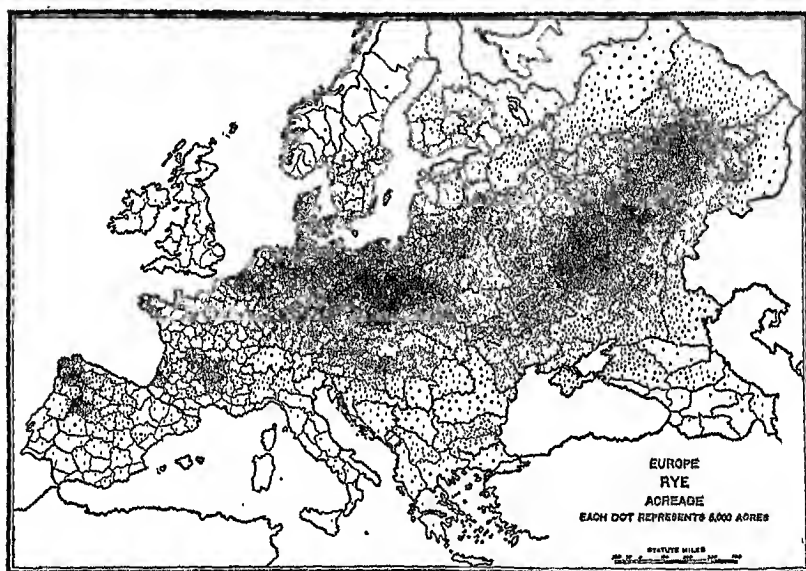 EUROPE
RYE
ACREAGE
EACH DOT REPRESENTS 5,000 ACRES
STATUTE MILES